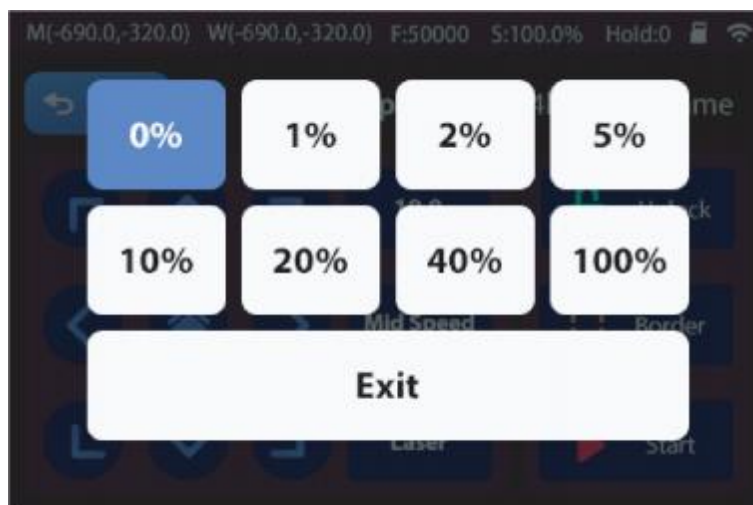 M(-690.0,-320.0) W(-690.0,-320.0) F:50000 S:100.0% Hold:0
0% 1% 2% 5%
10% 20% 40% 100%
Mid Speed Border
Exit
Laser Start